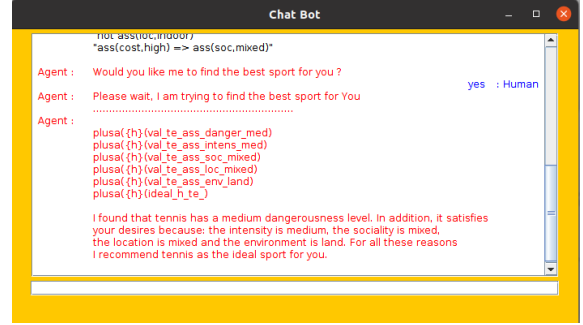 Chat Bot
not ass(loc,indoor)
"ass(cost,high) => ass(soc,mixed)"
Agent : Would you like me to find the best sport for you ?
yes : Human
Agent : Please wait, I am trying to find the best sport for You
............................................................
Agent :
plusa({h}(val_te_ass_danger_med)
plusa({h}(val_te_ass_intens_med)
plusa({h}(val_te_ass_soc_mixed)
plusa({h}(val_te_ass_loc_mixed)
plusa({h}(val_te_ass_env_land)
plusa({h}(ideal_h_te_)
I found that tennis has a medium dangerousness level. In addition, it satisfies
your desires because: the intensity is medium, the sociality is mixed,
the location is mixed and the environment is land. For all these reasons
I recommend tennis as the ideal sport for you.